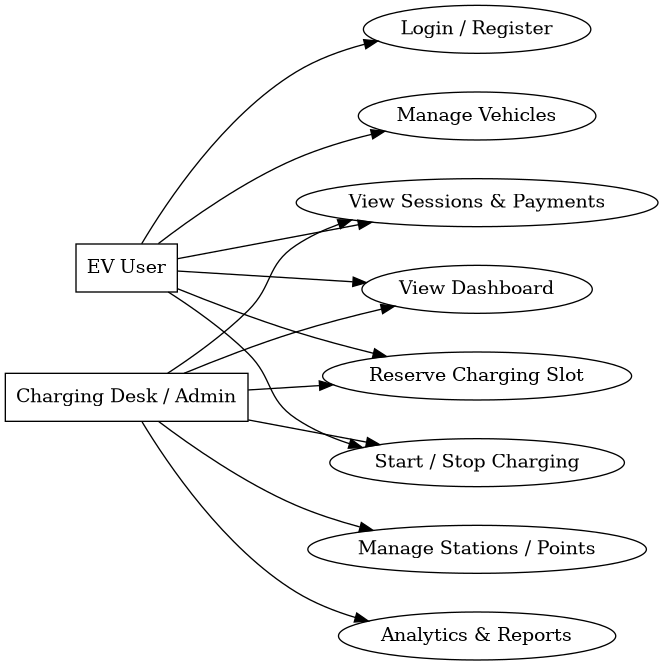 Login / Register
Manage Vehicles
View Sessions & Payments
EV User
View Dashboard
Reserve Charging Slot
Charging Desk / Admin
Start / Stop Charging
Manage Stations / Points
Analytics & Reports